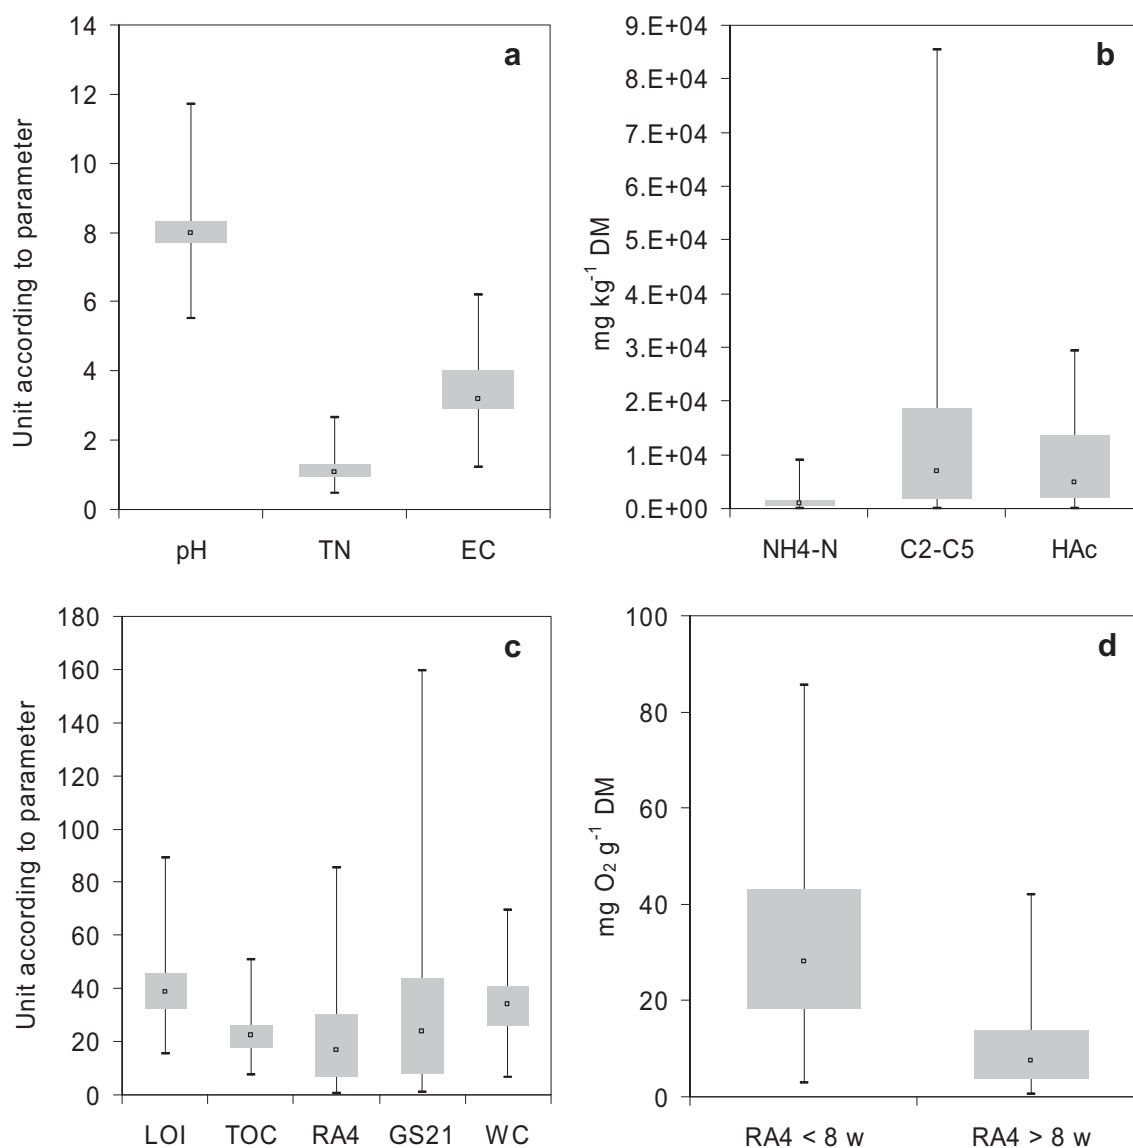 a
Unit according to parameter
14
12
10
8
6
4
2
0
pH TN EC
b
mg kg⁻¹ DM
9.E+04
8.E+04
7.E+04
6.E+04
5.E+04
4.E+04
3.E+04
2.E+04
1.E+04
0.E+00
NH4-N C2-C5 HAc
c
Unit according to parameter
180
160
140
120
100
80
60
40
20
0
LOI TOC RA4 GS21 WC
d
mg O₂ g⁻¹ DM
100
80
60
40
20
0
RA4 < 8 w RA4 > 8 w